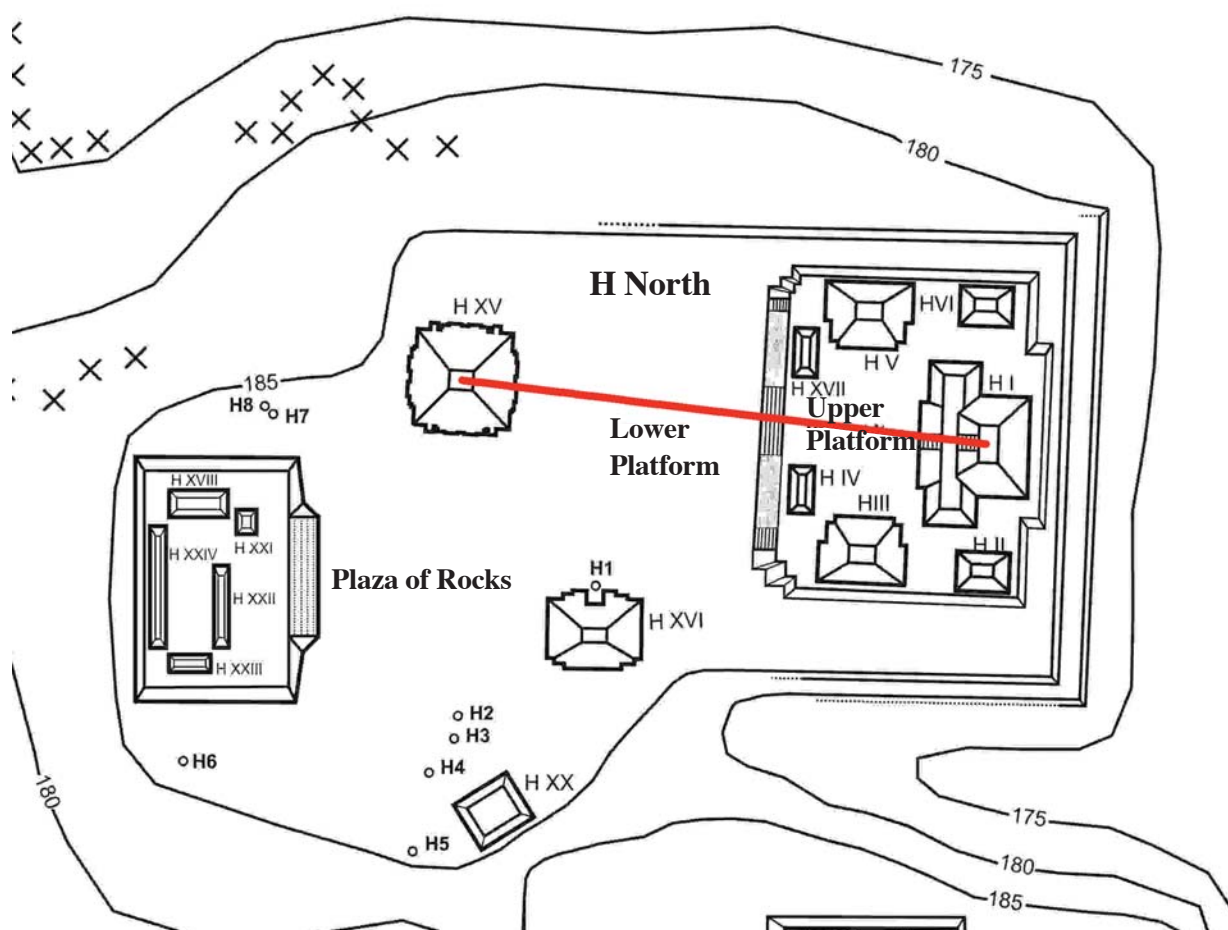 175
180
H North
H XV
HVI
H V
H XVII
H I
185
H8
H7
Upper
Platform
Lower
Platform
H XVIII
H IV
HIII
H XXI
H XXIV
H II
Plaza of Rocks
H1
H XXII
H XVI
H XXIII
H2
H3
H6
H4
H XX
180
175
H5
180
185